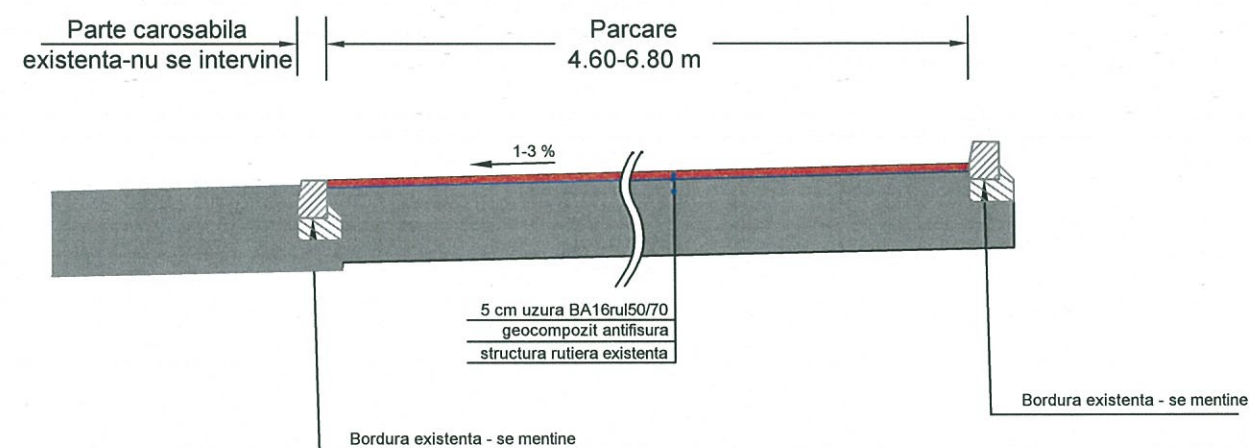 Parte carosabila
existenta-nu se intervine
Parcare
4.60-6.80 m
1-3 %
5 cm uzura BA16rul50/70
geocompozit antifisura
structura rutiera existenta
Bordura existenta - se mentine
Bordura existenta - se mentine